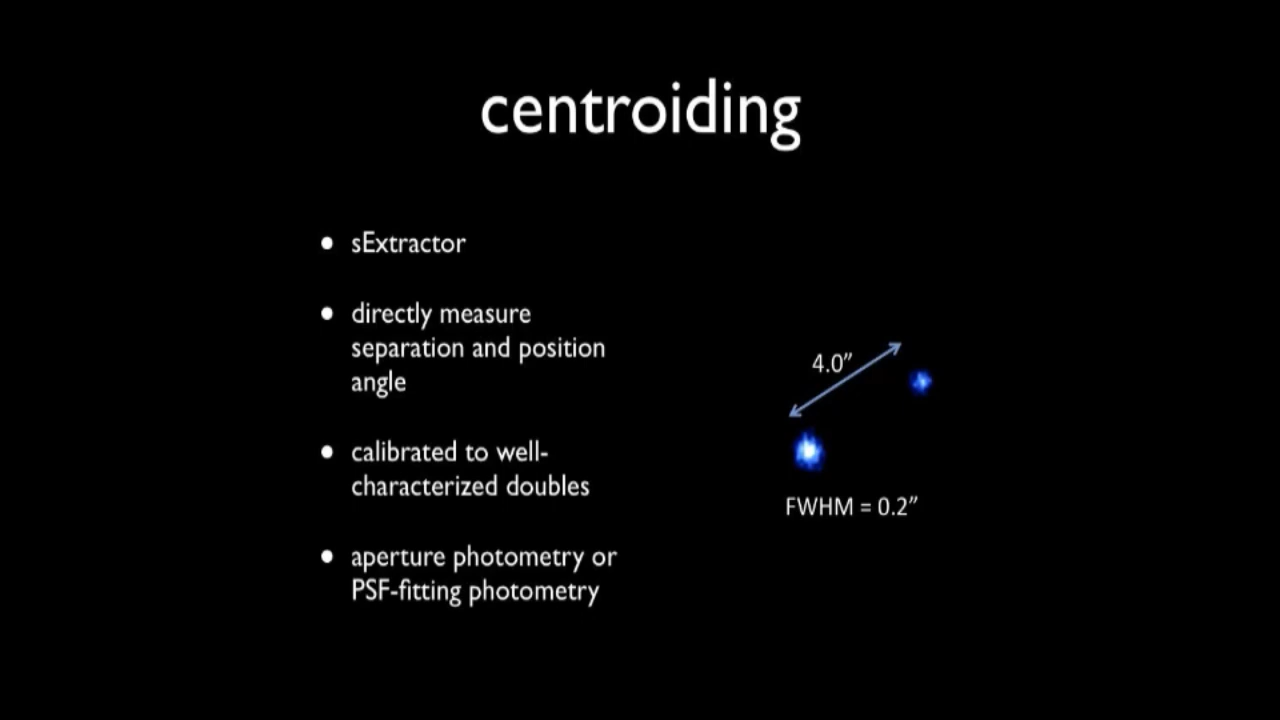 centroiding
• sExtractor
• directly measure
separation and position
angle
• calibrated to well-
characterized doubles
• aperture photometry or
PSF-fitting photometry
4.0”
FWHM = 0.2”